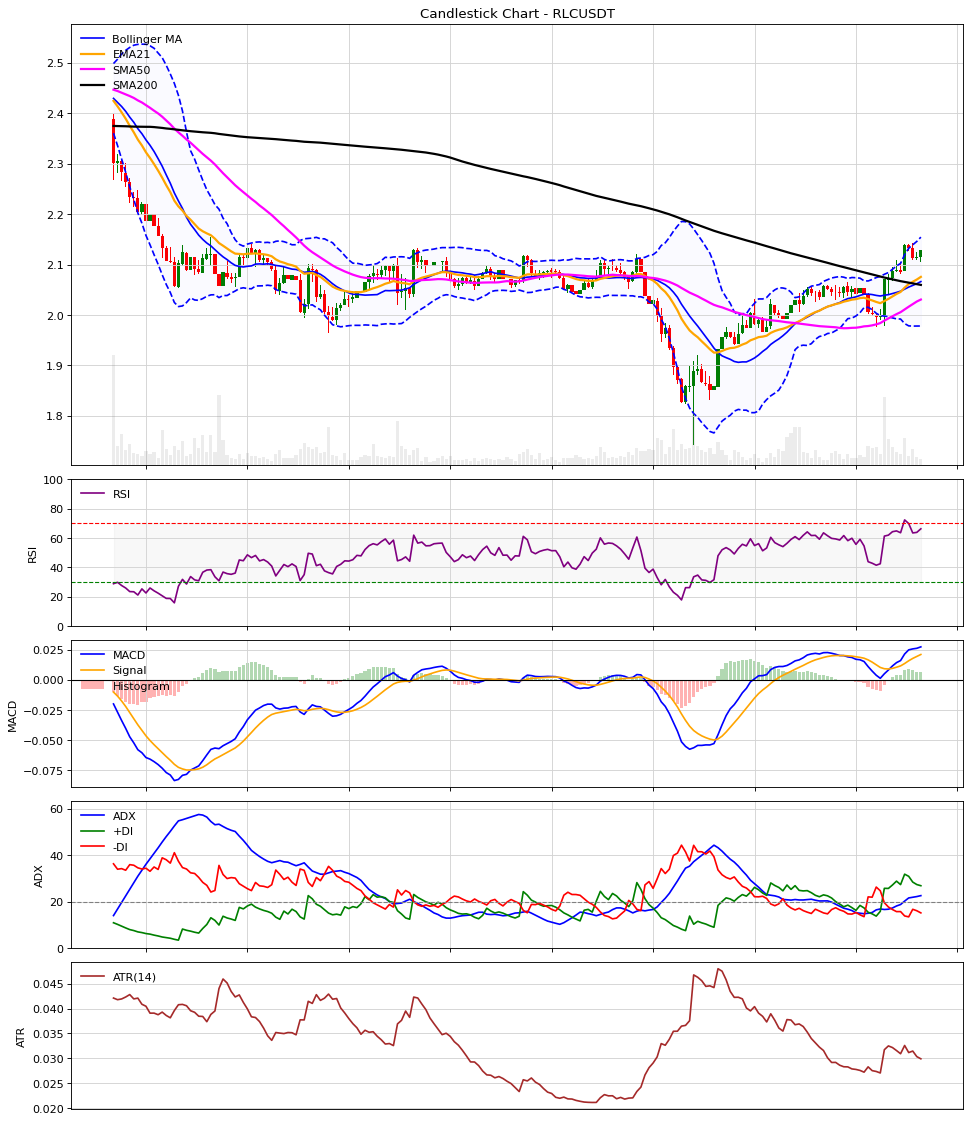 Candlestick Chart - RLCUSDT
Bollinger MA
EMA21
SMA50
SMA200
2.5
2.4
2.3
2.2
2.1
2.0
1.9
1.8
RSI
100
80
60
40
20
0
RSI
MACD
Signal
Histogram
0.025
0.000
−0.025
−0.050
−0.075
MACD
ADX
+DI
-DI
60
40
20
0
ADX
ATR(14)
0.045
0.040
0.035
0.030
0.025
0.020
ATR